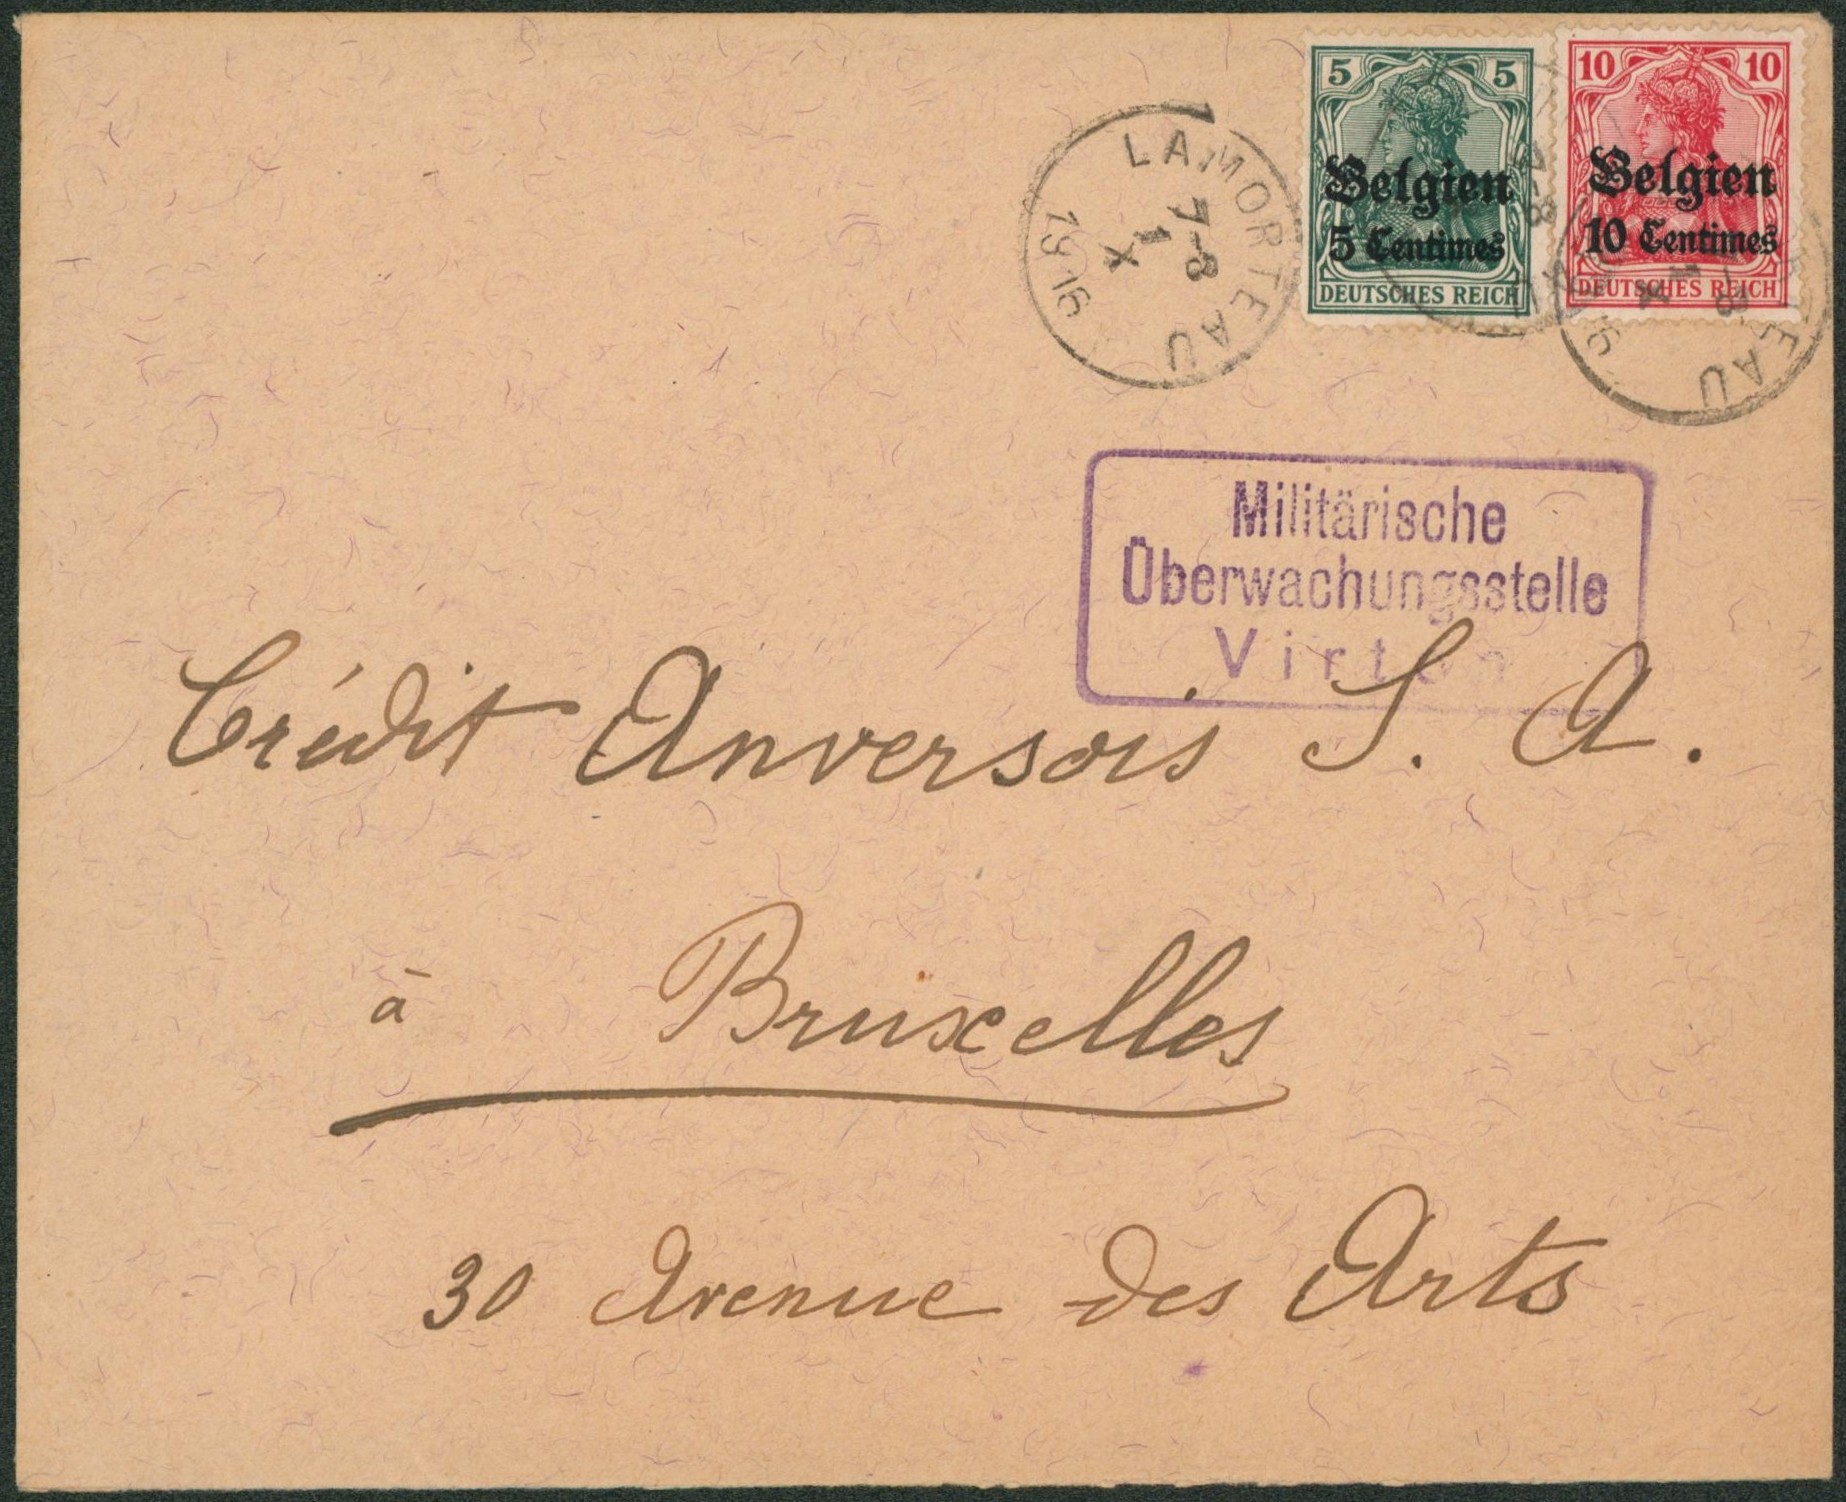 5 5
Belgien
5 Centimes
DEUTSCHES REICH
10 10
Belgien
10 Centimes
DEUTSCHES REICH
LAMORTEAU
7-8
1
X
1916
Militärische
Überwachungsstelle
Virton
Crédit Anversois S. A.
à Bruxelles
30 Avenue des Arts